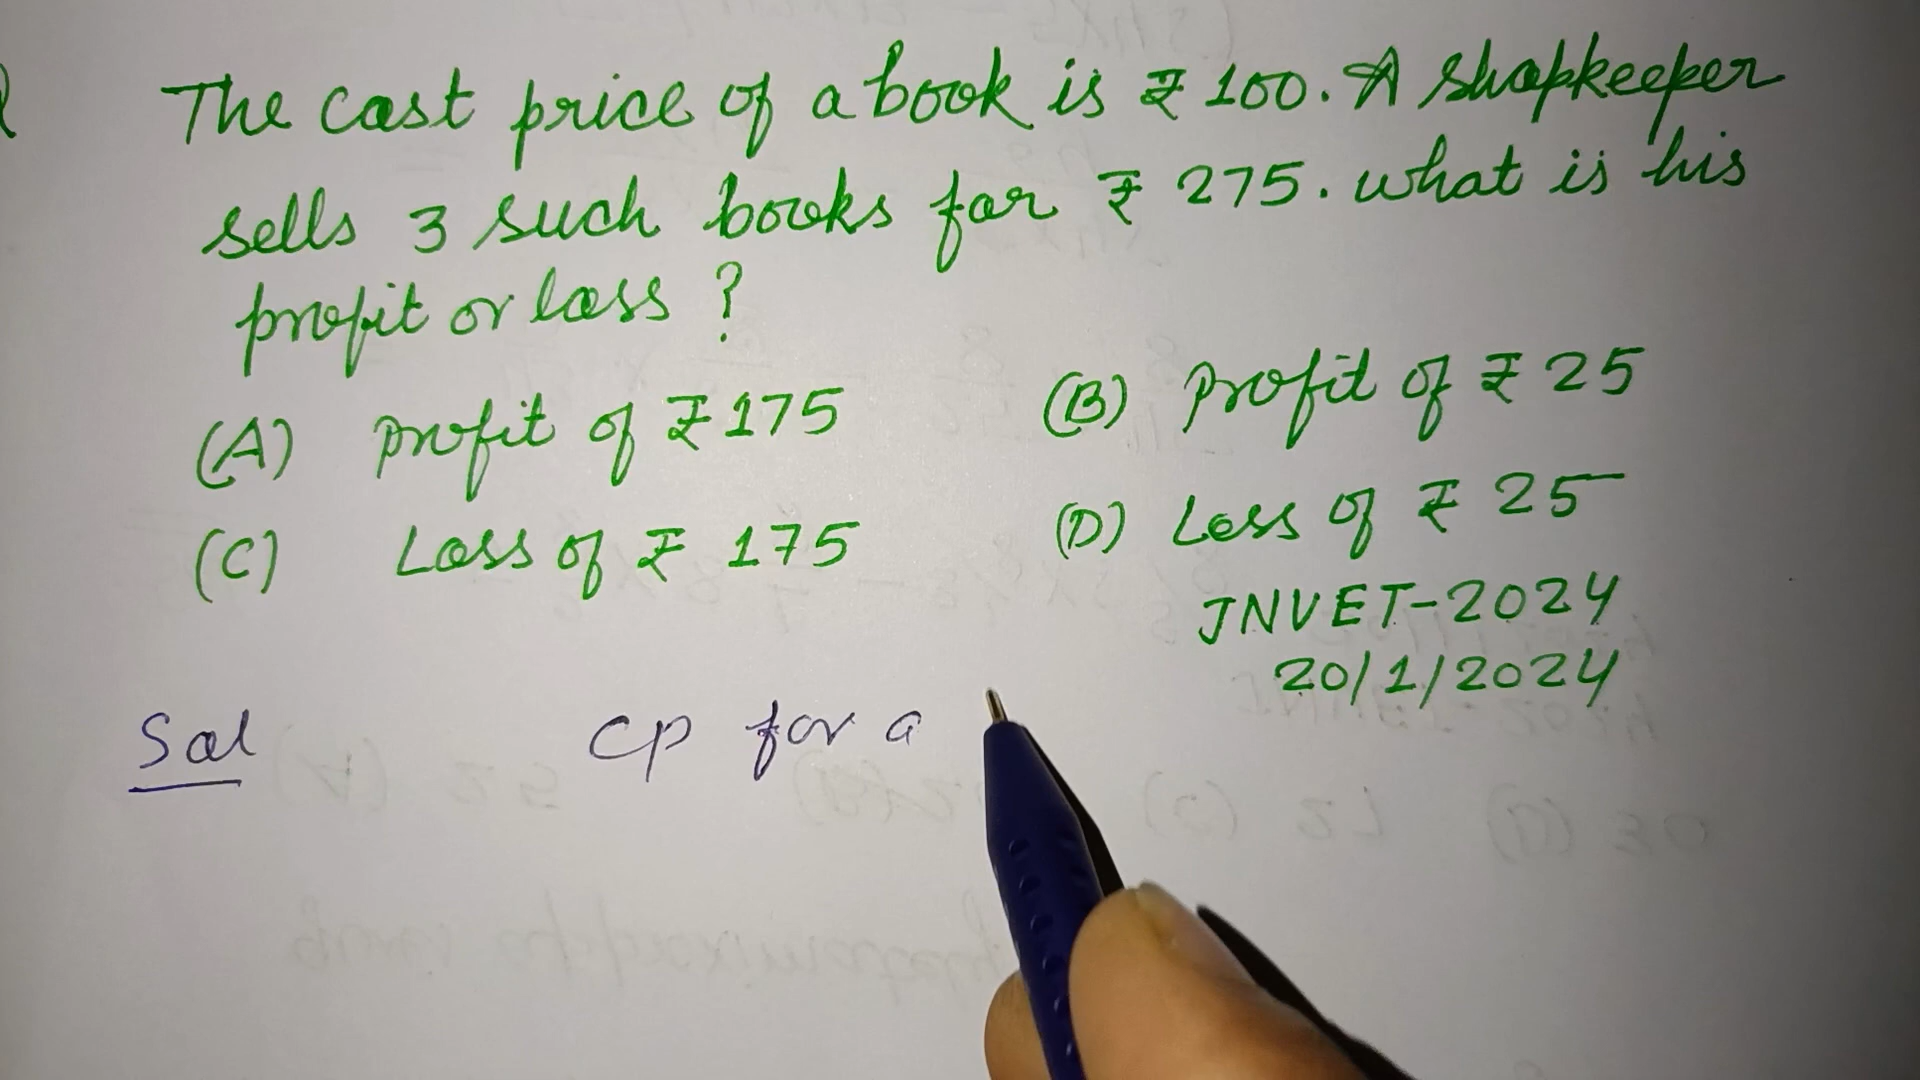 The cost price of a book is ₹ 100. A shopkeeper
sells 3 such books for ₹ 275. what is his
profit or loss ?
(A) profit of ₹ 175 (B) Profit of ₹ 25
(C) Loss of ₹ 175 (D) Loss of ₹ 25
JNVET-2024
20/1/2024
Sol CP for a